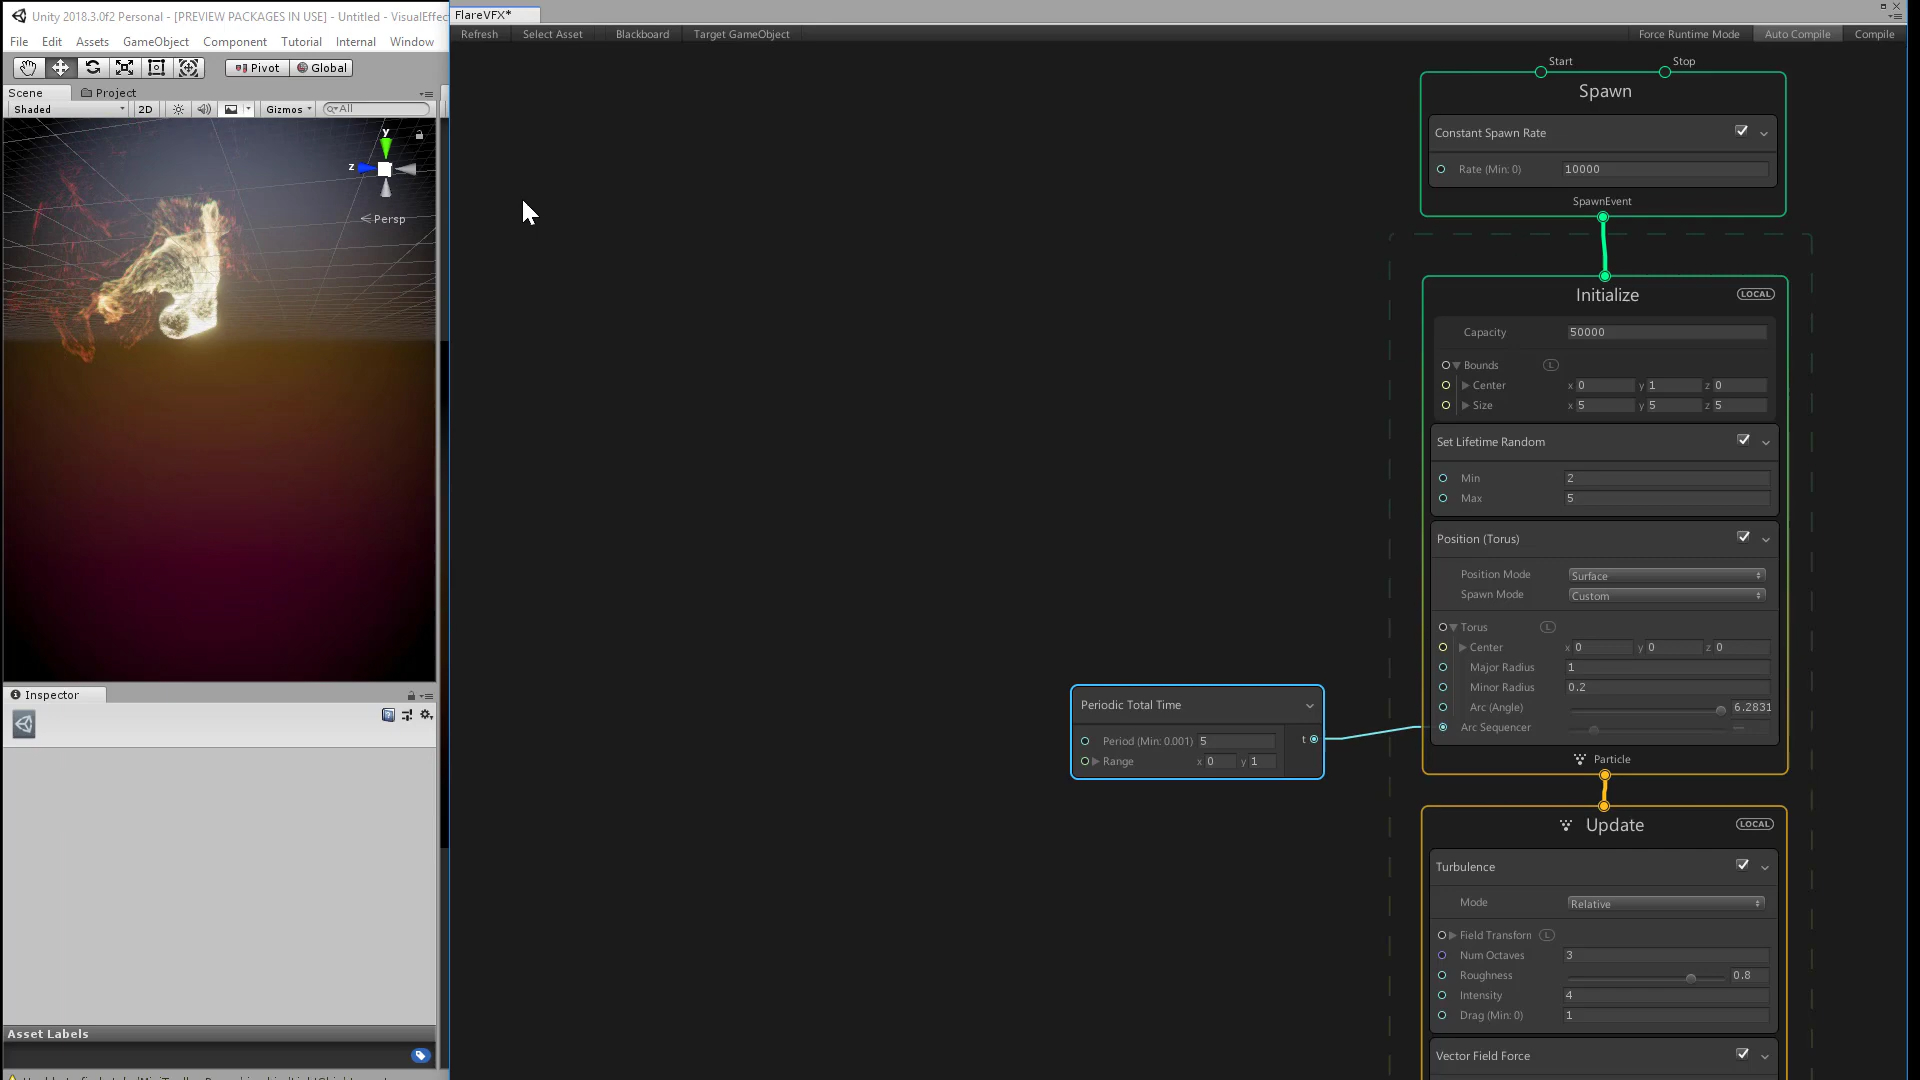 Unity 2018.3.0f2 Personal - [PREVIEW PACKAGES IN USE] - Untitled - VisualEffec
File Edit Assets GameObject Component Tutorial Internal Window
Pivot Global
Scene Project
Shaded 2D Gizmos All
y
z
Persp
Inspector
Asset Labels
FlareVFX*
Refresh Select Asset Blackboard Target GameObject Force Runtime Mode Auto Compile Compile
Start Stop
Spawn
Constant Spawn Rate
Rate (Min: 0) 10000
SpawnEvent
Initialize LOCAL
Capacity 50000
Bounds L
Center x 0 y 1 z 0
Size x 5 y 5 z 5
Set Lifetime Random
Min 2
Max 5
Position (Torus)
Position Mode Surface
Spawn Mode Custom
Torus L
Center x 0 y 0 z 0
Major Radius 1
Minor Radius 0.2
Arc (Angle) 6.2831
Arc Sequencer
Particle
Periodic Total Time
Period (Min: 0.001) 5 t
Range x 0 y 1
Update LOCAL
Turbulence
Mode Relative
Field Transform L
Num Octaves 3
Roughness 0.8
Intensity 4
Drag (Min: 0) 1
Vector Field Force